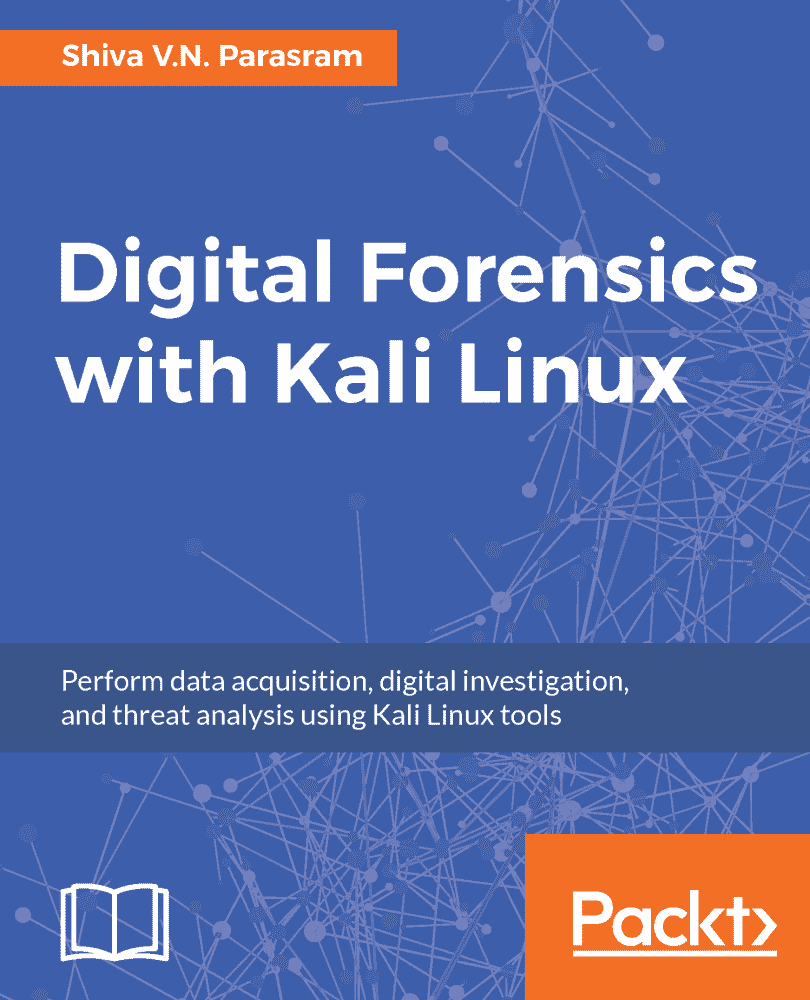 Shiva V.N. Parasram
Digital Forensics
with Kali Linux
Perform data acquisition, digital investigation,
and threat analysis using Kali Linux tools
Packt>